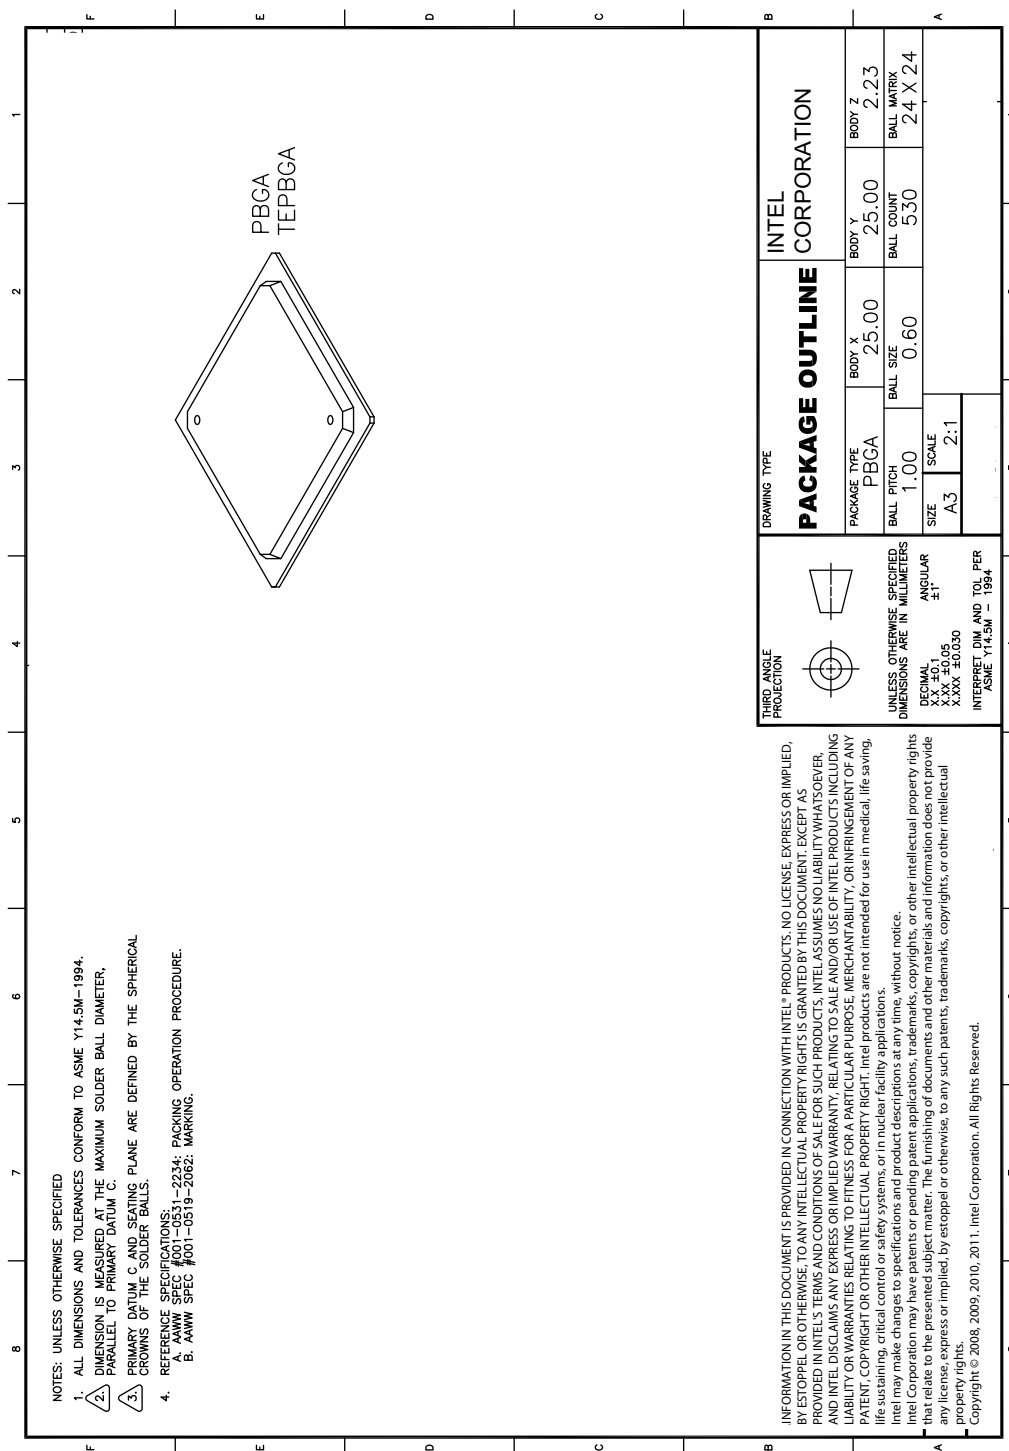 NOTES: UNLESS OTHERWISE SPECIFIED
1. ALL DIMENSIONS AND TOLERANCES CONFORM TO ASME Y14.5M-1994.
2. DIMENSION IS MEASURED AT THE MAXIMUM SOLDER BALL DIAMETER,
PARALLEL TO PRIMARY DATUM C.
3. PRIMARY DATUM C AND SEATING PLANE ARE DEFINED BY THE SPHERICAL
CROWNS OF THE SOLDER BALLS.
4. REFERENCE SPECIFICATIONS:
A. AAWW SPEC #001-0531-2234: PACKING OPERATION PROCEDURE.
B. AAWW SPEC #001-0519-2062: MARKING.
PBGA
TEPBGA
8 7 6 5 4 3 2 1
F F
E E
D D
C C
B B
A A
INFORMATION IN THIS DOCUMENT IS PROVIDED IN CONNECTION WITH INTEL® PRODUCTS. NO LICENSE, EXPRESS OR IMPLIED,
BY ESTOPPEL OR OTHERWISE, TO ANY INTELLECTUAL PROPERTY RIGHTS IS GRANTED BY THIS DOCUMENT. EXCEPT AS
PROVIDED IN INTEL'S TERMS AND CONDITIONS OF SALE FOR SUCH PRODUCTS, INTEL ASSUMES NO LIABILITY WHATSOEVER,
AND INTEL DISCLAIMS ANY EXPRESS OR IMPLIED WARRANTY, RELATING TO SALE AND/OR USE OF INTEL PRODUCTS INCLUDING
LIABILITY OR WARRANTIES RELATING TO FITNESS FOR A PARTICULAR PURPOSE, MERCHANTABILITY, OR INFRINGEMENT OF ANY
PATENT, COPYRIGHT OR OTHER INTELLECTUAL PROPERTY RIGHT. Intel products are not intended for use in medical, life saving,
life sustaining, critical control or safety systems, or in nuclear facility applications.
Intel may make changes to specifications and product descriptions at any time, without notice.
Intel Corporation may have patents or pending patent applications, trademarks, copyrights, or other intellectual property rights
that relate to the presented subject matter. The furnishing of documents and other materials and information does not provide
any license, express or implied, by estoppel or otherwise, to any such patents, trademarks, copyrights, or other intellectual
property rights.
Copyright © 2008, 2009, 2010, 2011. Intel Corporation. All Rights Reserved.
THIRD ANGLE
PROJECTION
UNLESS OTHERWISE SPECIFIED
DIMENSIONS ARE IN MILLIMETERS
DECIMAL ANGULAR
X.X ±0.1 ±1°
X.XX ±0.05
X.XXX ±0.030
INTERPRET DIM AND TOL PER
ASME Y14.5M - 1994
DRAWING TYPE
PACKAGE OUTLINE
INTEL
CORPORATION
PACKAGE TYPE BODY X BODY Y BODY Z
PBGA 25.00 25.00 2.23
BALL PITCH BALL SIZE BALL COUNT BALL MATRIX
1.00 0.60 530 24 X 24
SIZE SCALE
A3 2:1